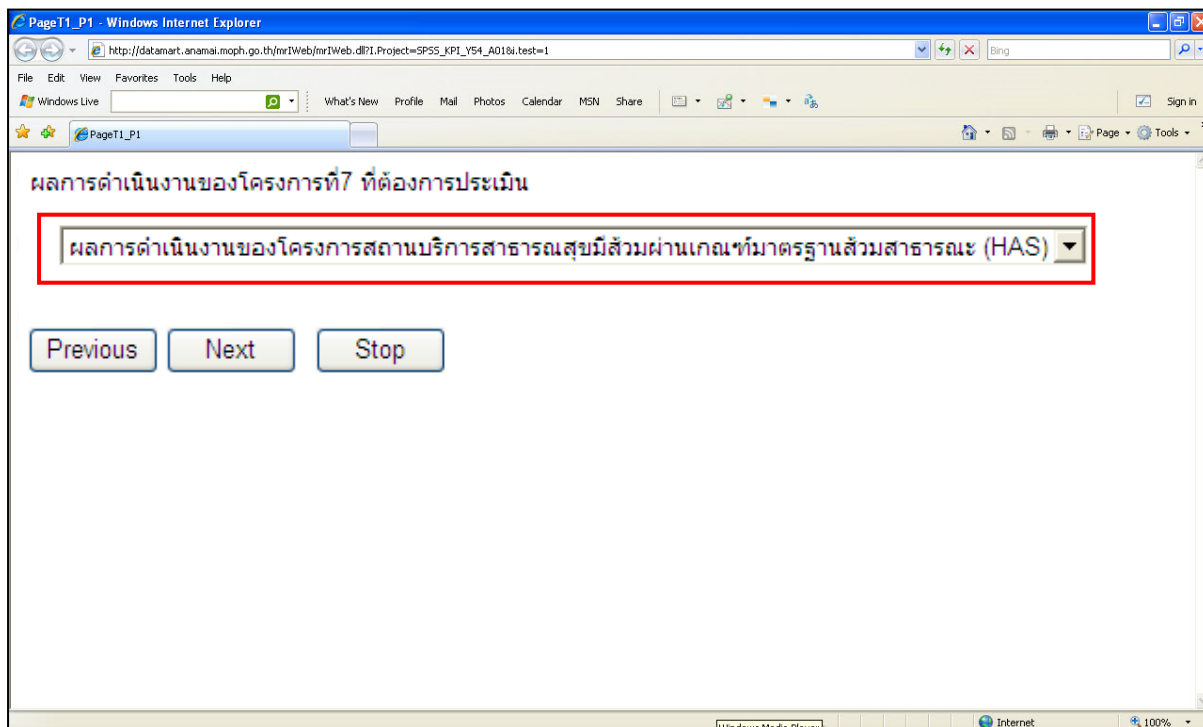 PageT1_P1 - Windows Internet Explorer
http://datamart.anamai.moph.go.th/mrIWeb/mrIWeb.dll?I.Project=SPSS_KPI_Y54_A01&i.test=1
Bing
File Edit View Favorites Tools Help
Windows Live What's New Profile Mail Photos Calendar MSN Share Sign in
PageT1_P1 Page Tools
ผลการดำเนินงานของโครงการที่7 ที่ต้องการประเมิน
ผลการดำเนินงานของโครงการสถานบริการสาธารณสุขมีส้วมผ่านเกณฑ์มาตรฐานส้วมสาธารณะ (HAS)
Previous Next Stop
Windows Media Player
Internet 100%